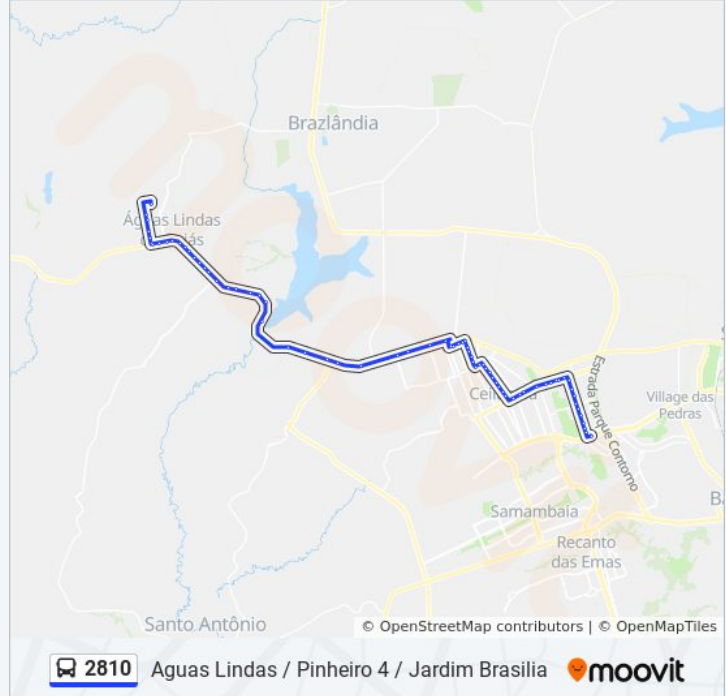 Brazlândia
Águas Lindas
Goiás
Estrada Parque Contorno
Village das
Pedras
Samambaia
Recanto
das Emas
Santo Antônio
© OpenStreetMap contributors | © OpenMapTiles
2810 Aguas Lindas / Pinheiro 4 / Jardim Brasilia moovit